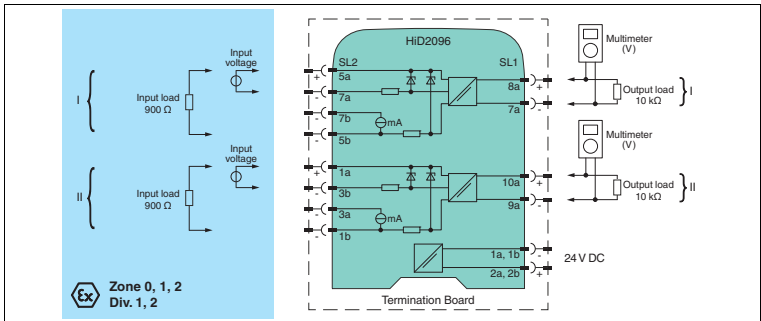 HiD2096
SL2
SL1
I
Input load
900 Ω
Input
voltage
+
5a
-
7a
-
7b
-
5b
mA
8a
+
7a
-
Multimeter
(V)
Output load
10 kΩ
I
II
Input load
900 Ω
Input
voltage
+
1a
-
3b
-
3a
-
1b
mA
10a
+
9a
-
Multimeter
(V)
Output load
10 kΩ
II
1a, 1b
-
2a, 2b
+
24 V DC
Ex
Zone 0, 1, 2
Div. 1, 2
Termination Board